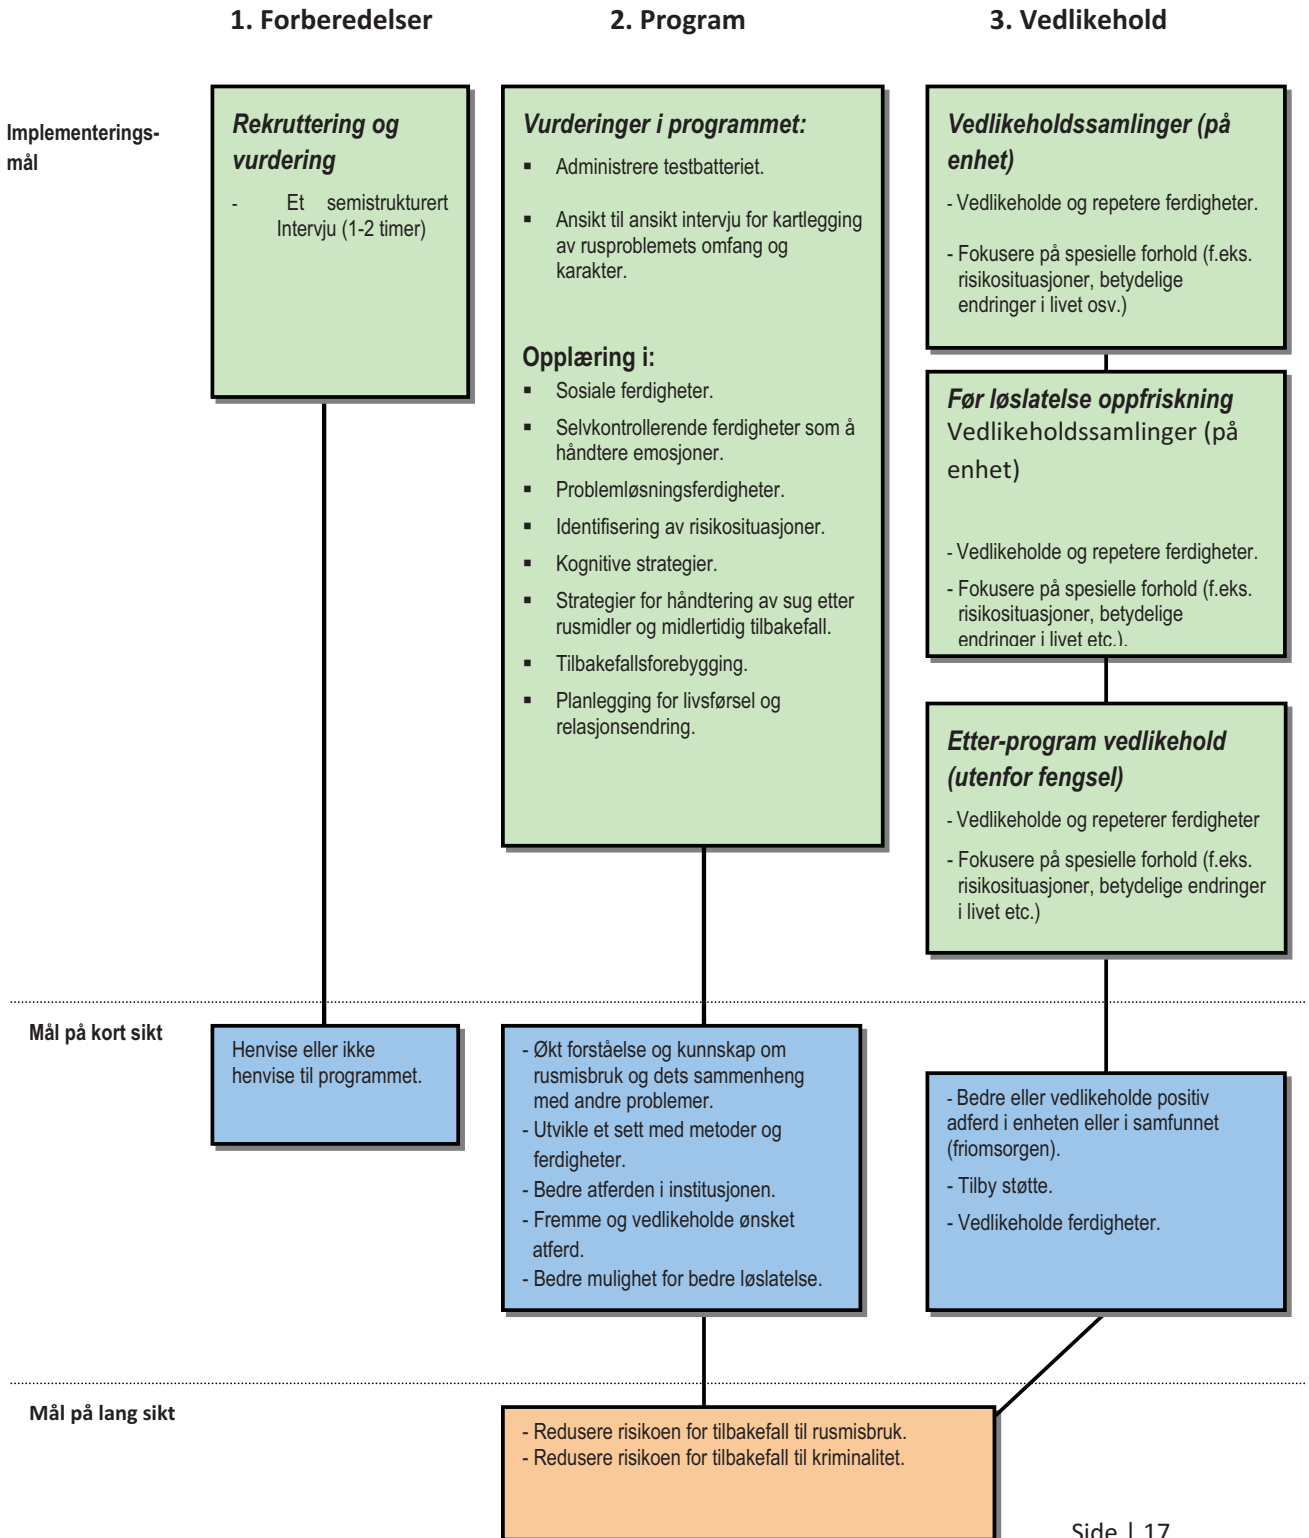 1. Forberedelser
2. Program
3. Vedlikehold
Implementerings-
mål
Rekruttering og
vurdering
- Et semistrukturert
Intervju (1-2 timer)
Vurderinger i programmet:
▪ Administrere testbatteriet.
▪ Ansikt til ansikt intervju for kartlegging
av rusproblemets omfang og
karakter.
Opplæring i:
▪ Sosiale ferdigheter.
▪ Selvkontrollerende ferdigheter som å
håndtere emosjoner.
▪ Problemløsningsferdigheter.
▪ Identifisering av risikosituasjoner.
▪ Kognitive strategier.
▪ Strategier for håndtering av sug etter
rusmidler og midlertidig tilbakefall.
▪ Tilbakefallsforebygging.
▪ Planlegging for livsførsel og
relasjonsendring.
Vedlikeholdssamlinger (på
enhet)
- Vedlikeholde og repetere ferdigheter.
- Fokusere på spesielle forhold (f.eks.
risikosituasjoner, betydelige
endringer i livet osv.)
Før løslatelse oppfriskning
Vedlikeholdssamlinger (på
enhet)
- Vedlikeholde og repetere ferdigheter.
- Fokusere på spesielle forhold (f.eks.
risikosituasjoner, betydelige
endringer i livet etc.).
Etter-program vedlikehold
(utenfor fengsel)
- Vedlikeholde og repeterer ferdigheter
- Fokusere på spesielle forhold (f.eks.
risikosituasjoner, betydelige endringer
i livet etc.)
Mål på kort sikt
Henvise eller ikke
henvise til programmet.
- Økt forståelse og kunnskap om
rusmisbruk og dets sammenheng
med andre problemer.
- Utvikle et sett med metoder og
ferdigheter.
- Bedre atferden i institusjonen.
- Fremme og vedlikeholde ønsket
atferd.
- Bedre mulighet for bedre løslatelse.
- Bedre eller vedlikeholde positiv
adferd i enheten eller i samfunnet
(friomsorgen).
- Tilby støtte.
- Vedlikeholde ferdigheter.
Mål på lang sikt
- Redusere risikoen for tilbakefall til rusmisbruk.
- Redusere risikoen for tilbakefall til kriminalitet.
Side | 17